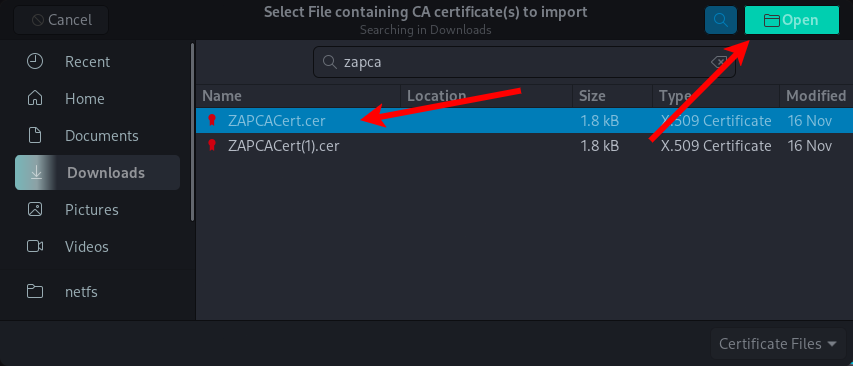 Cancel
Select File containing CA certificate(s) to import
Searching in Downloads
Open
Recent
Home
Documents
Downloads
Pictures
Videos
netfs
zapca
Name Location Size Type Modified
ZAPCACert.cer 1.8 kB X.509 Certificate 16 Nov
ZAPCACert(1).cer 1.8 kB X.509 Certificate 16 Nov
Certificate Files